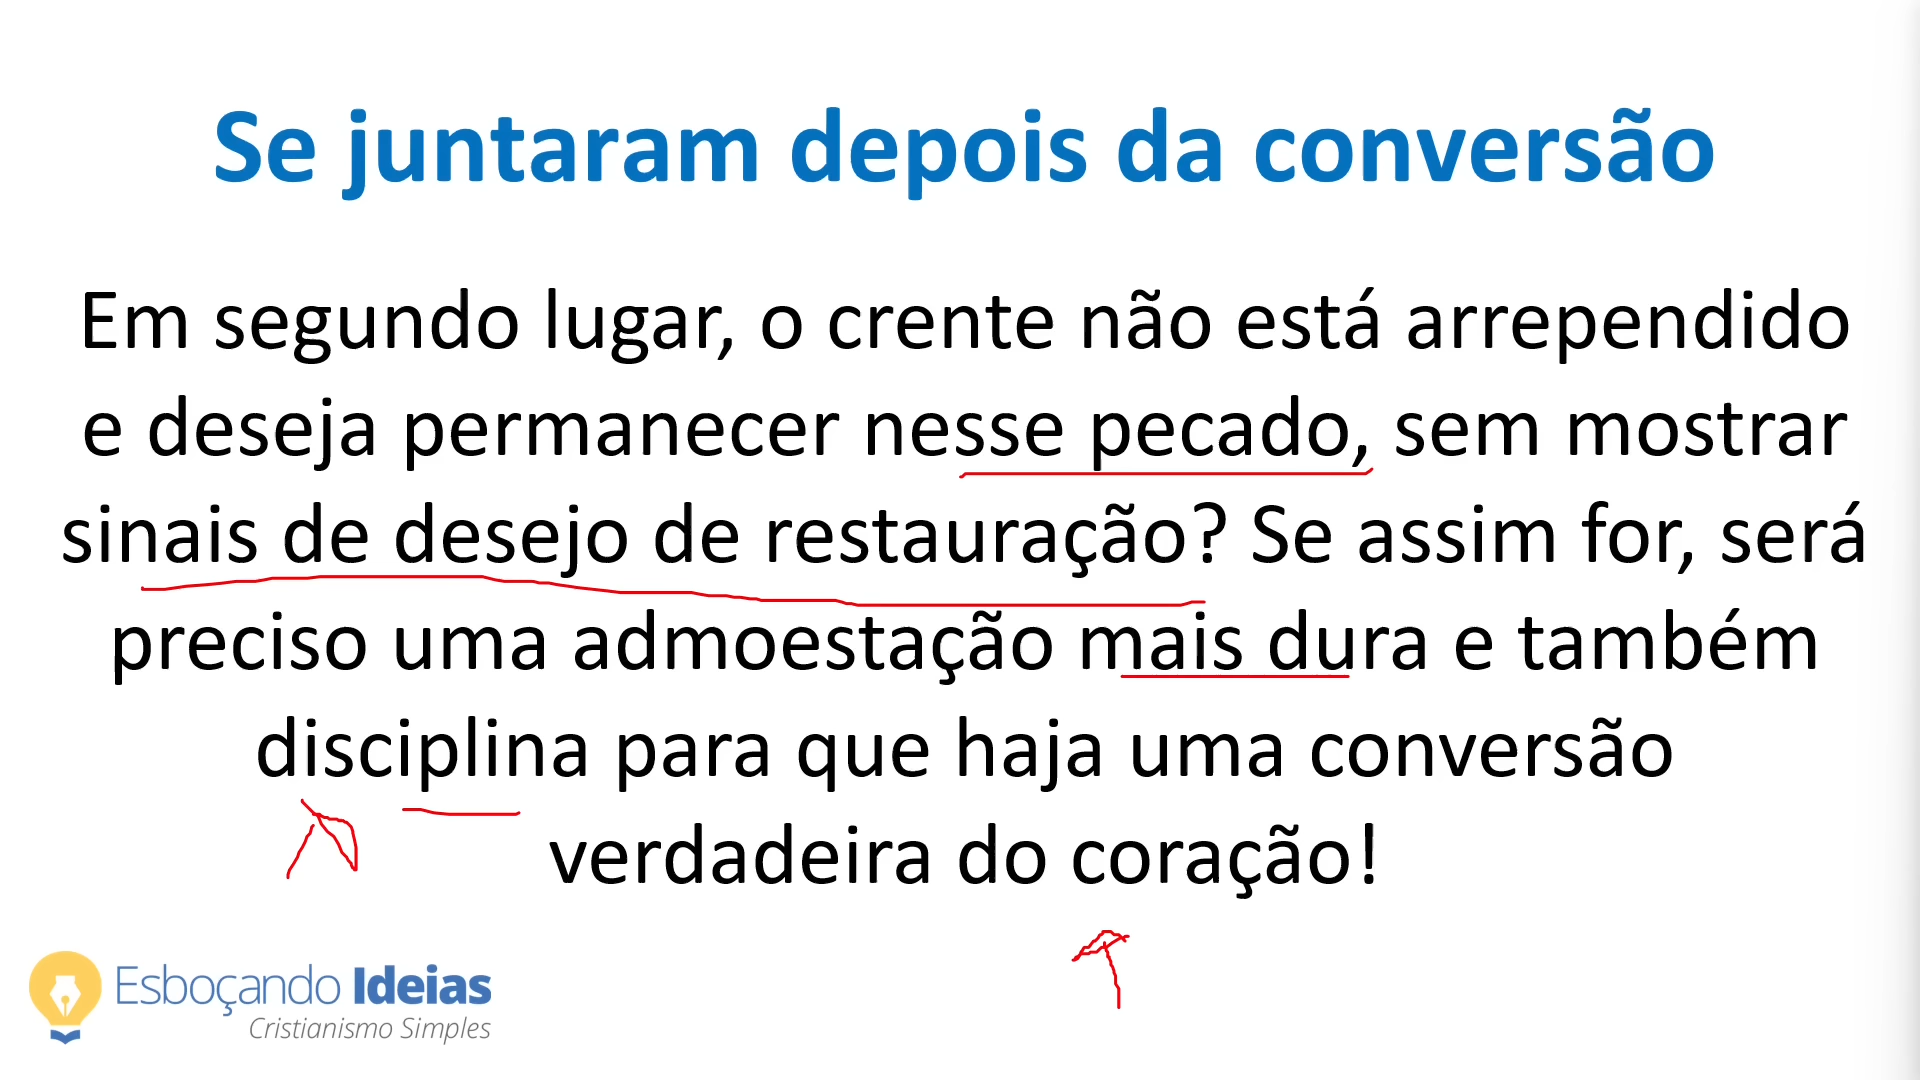 Se juntaram depois da conversão
Em segundo lugar, o crente não está arrependido
e deseja permanecer nesse pecado, sem mostrar
sinais de desejo de restauração? Se assim for, será
preciso uma admoestação mais dura e também
disciplina para que haja uma conversão
verdadeira do coração!
Esboçando Ideias
Cristianismo Simples